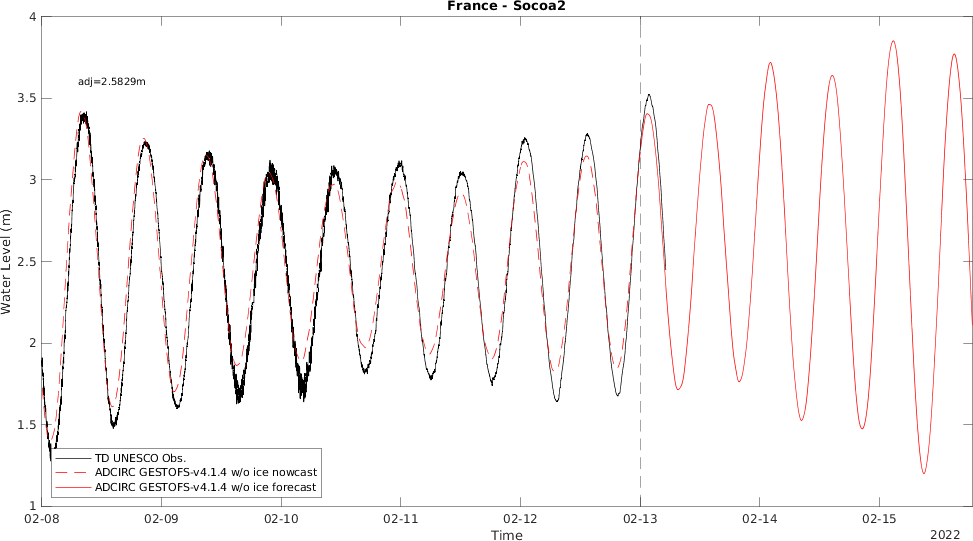 France - Socoa2
4
adj=2.5829m
3.5
3
2.5
2
1.5
1
Water Level (m)
TD UNESCO Obs.
ADCIRC GESTOFS-v4.1.4 w/o ice nowcast
ADCIRC GESTOFS-v4.1.4 w/o ice forecast
02-08 02-09 02-10 02-11 02-12 02-13 02-14 02-15
Time
2022